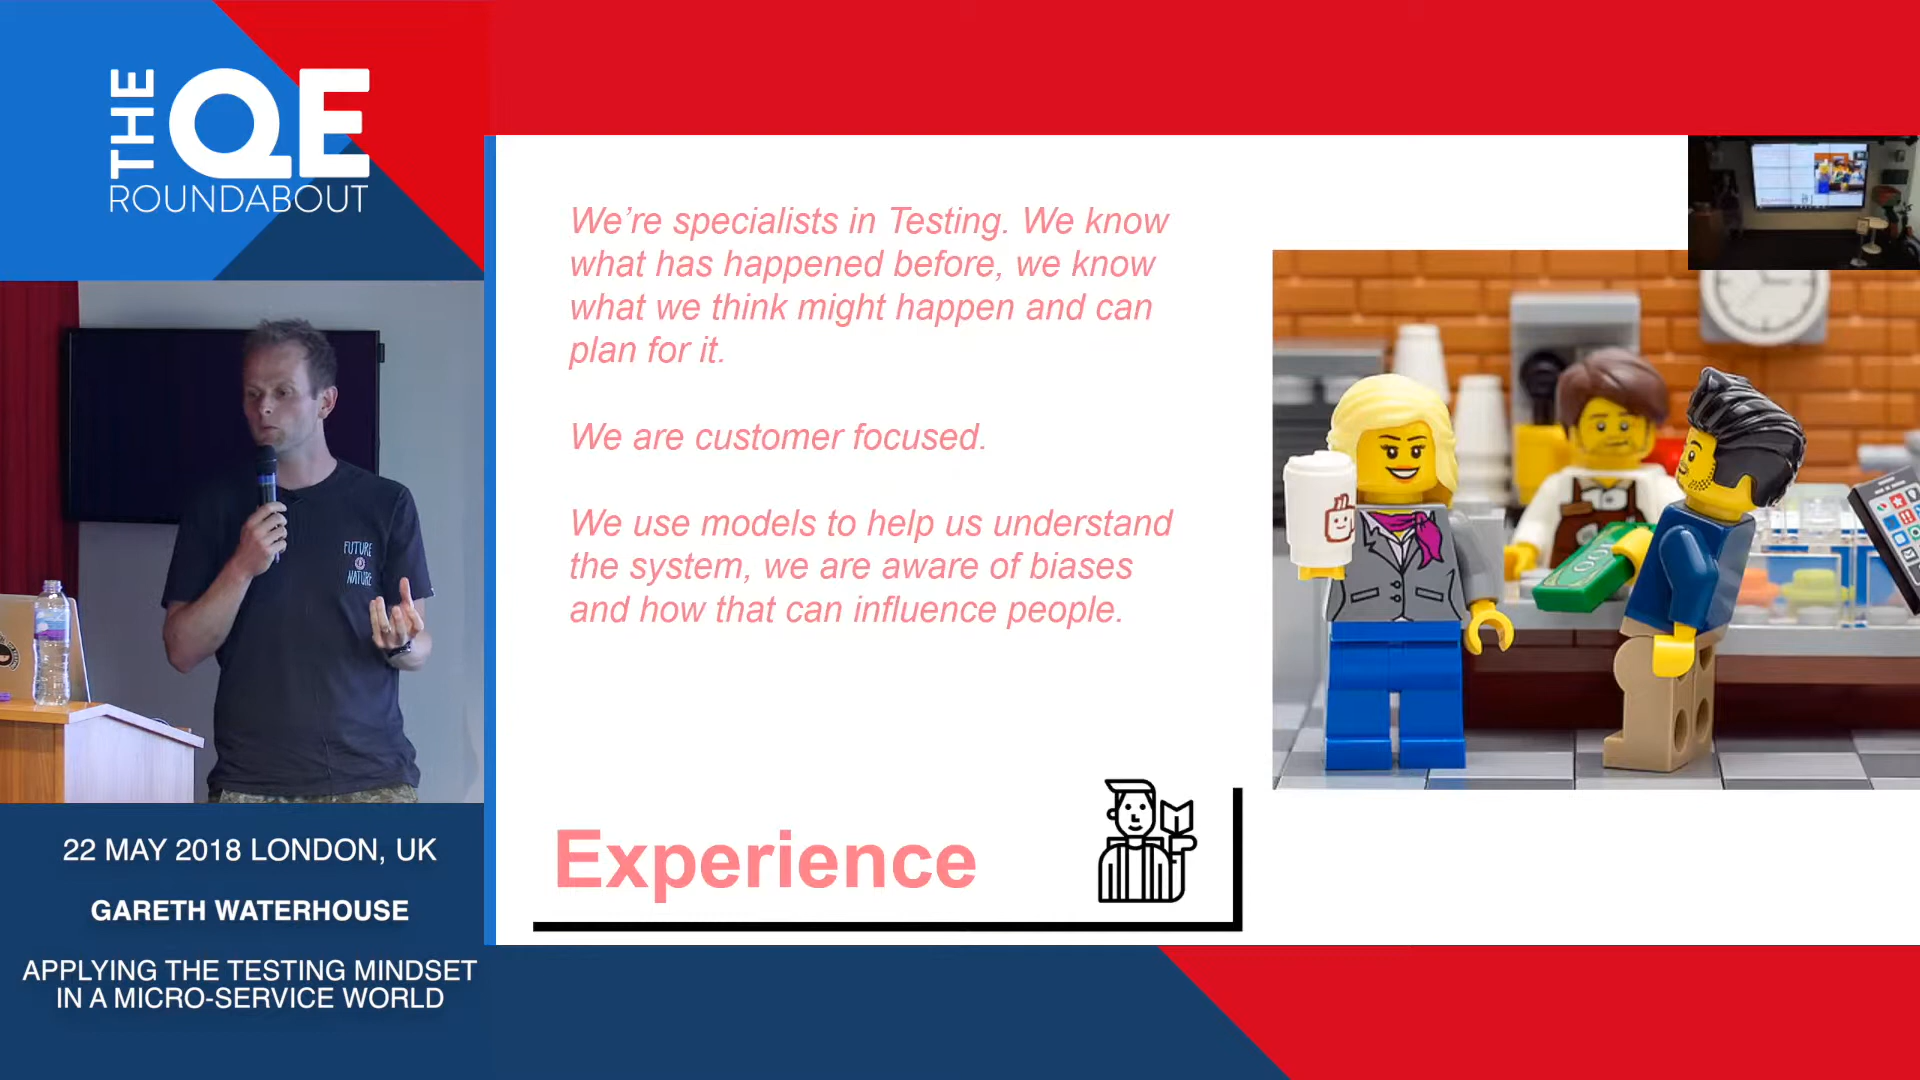 THE
QE
ROUNDABOUT
We’re specialists in Testing. We know
what has happened before, we know
what we think might happen and can
plan for it.
We are customer focused.
We use models to help us understand
the system, we are aware of biases
and how that can influence people.
Experience
FUTURE
NATURE
100
22 MAY 2018 LONDON, UK
GARETH WATERHOUSE
APPLYING THE TESTING MINDSET
IN A MICRO-SERVICE WORLD